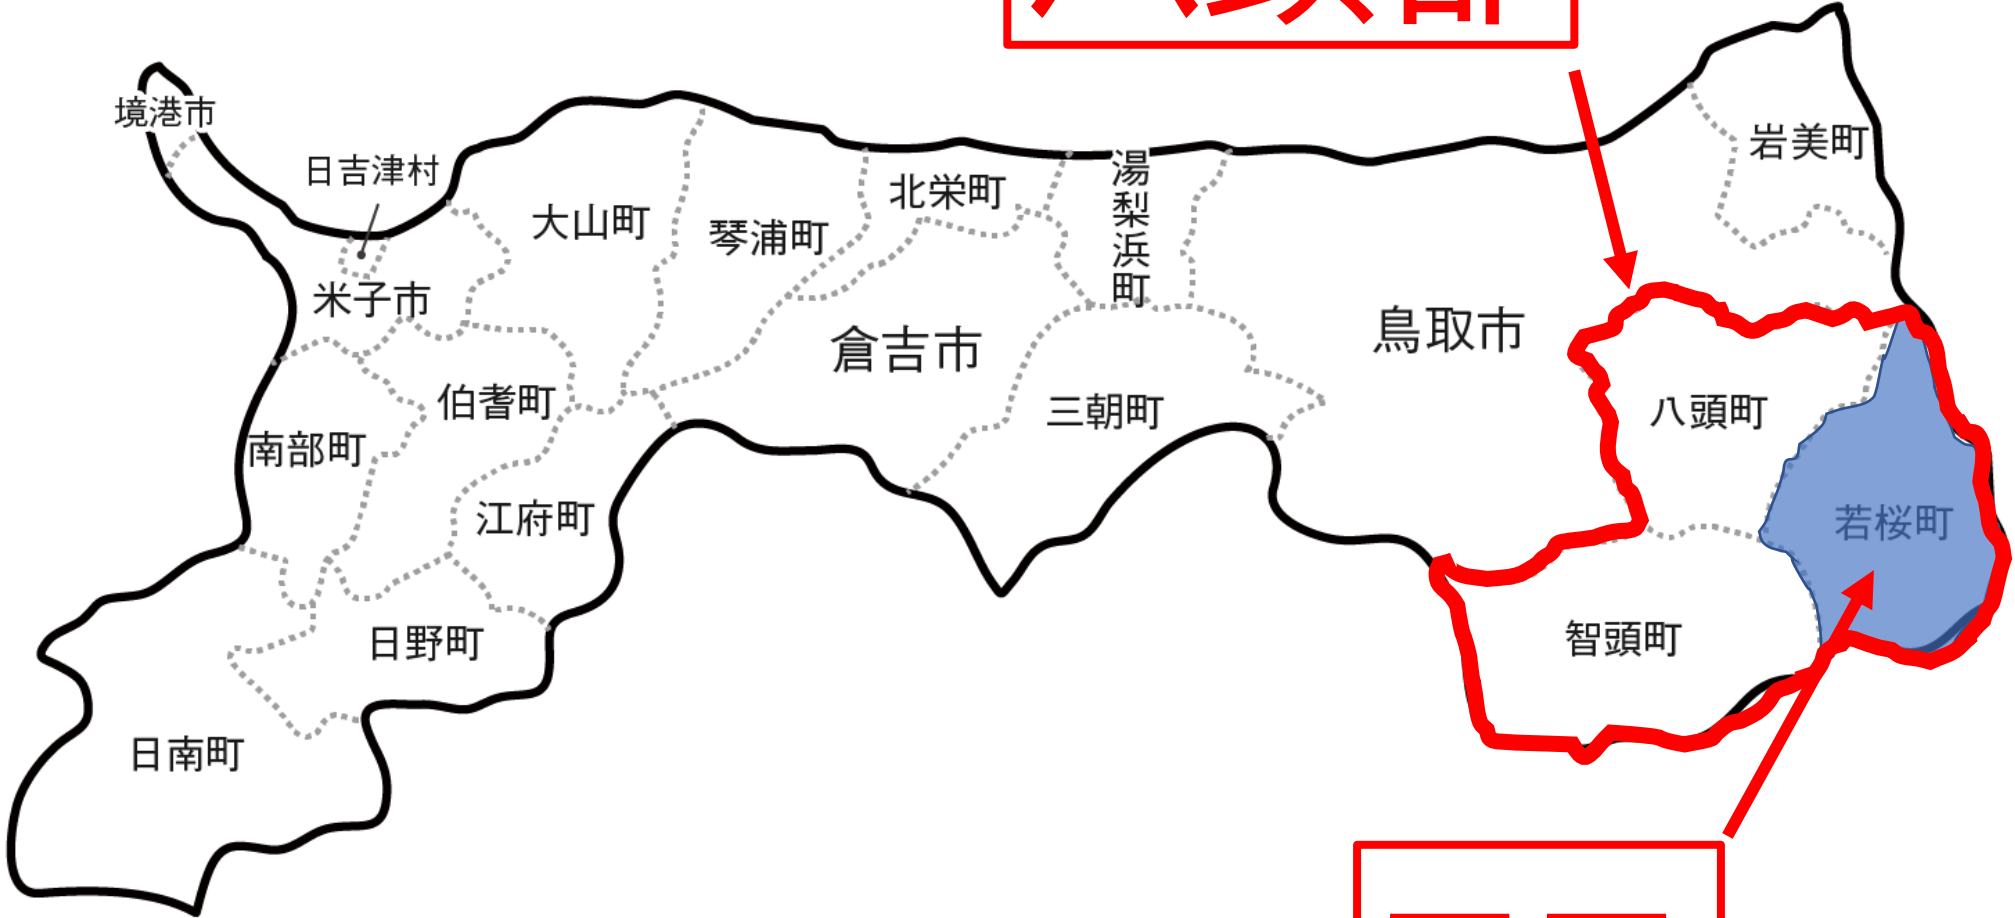 八頭郡
境港市
日吉津村
大山町
琴浦町
北栄町
湯梨浜町
岩美町
米子市
倉吉市
鳥取市
伯耆町
三朝町
八頭町
南部町
江府町
若桜町
日野町
智頭町
日南町